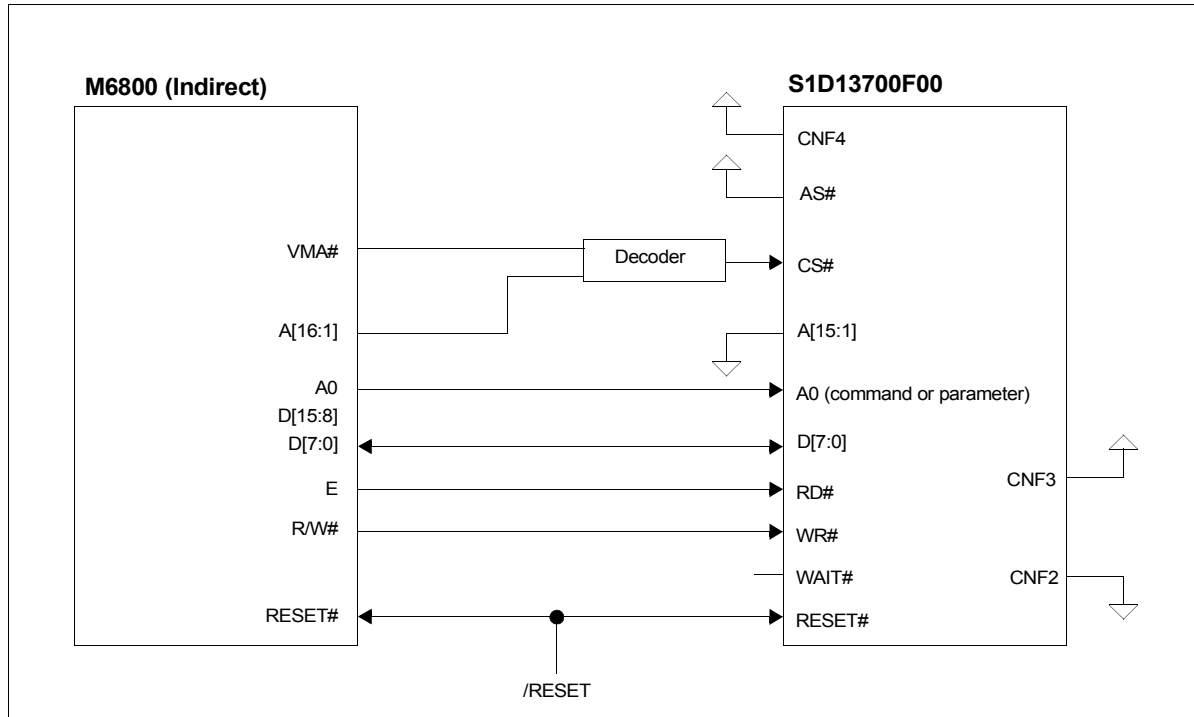 M6800 (Indirect)
VMA#
A[16:1]
A0
D[15:8]
D[7:0]
E
R/W#
RESET#
Decoder
/RESET
S1D13700F00
CNF4
AS#
CS#
A[15:1]
A0 (command or parameter)
D[7:0]
RD#
WR#
WAIT#
RESET#
CNF3
CNF2